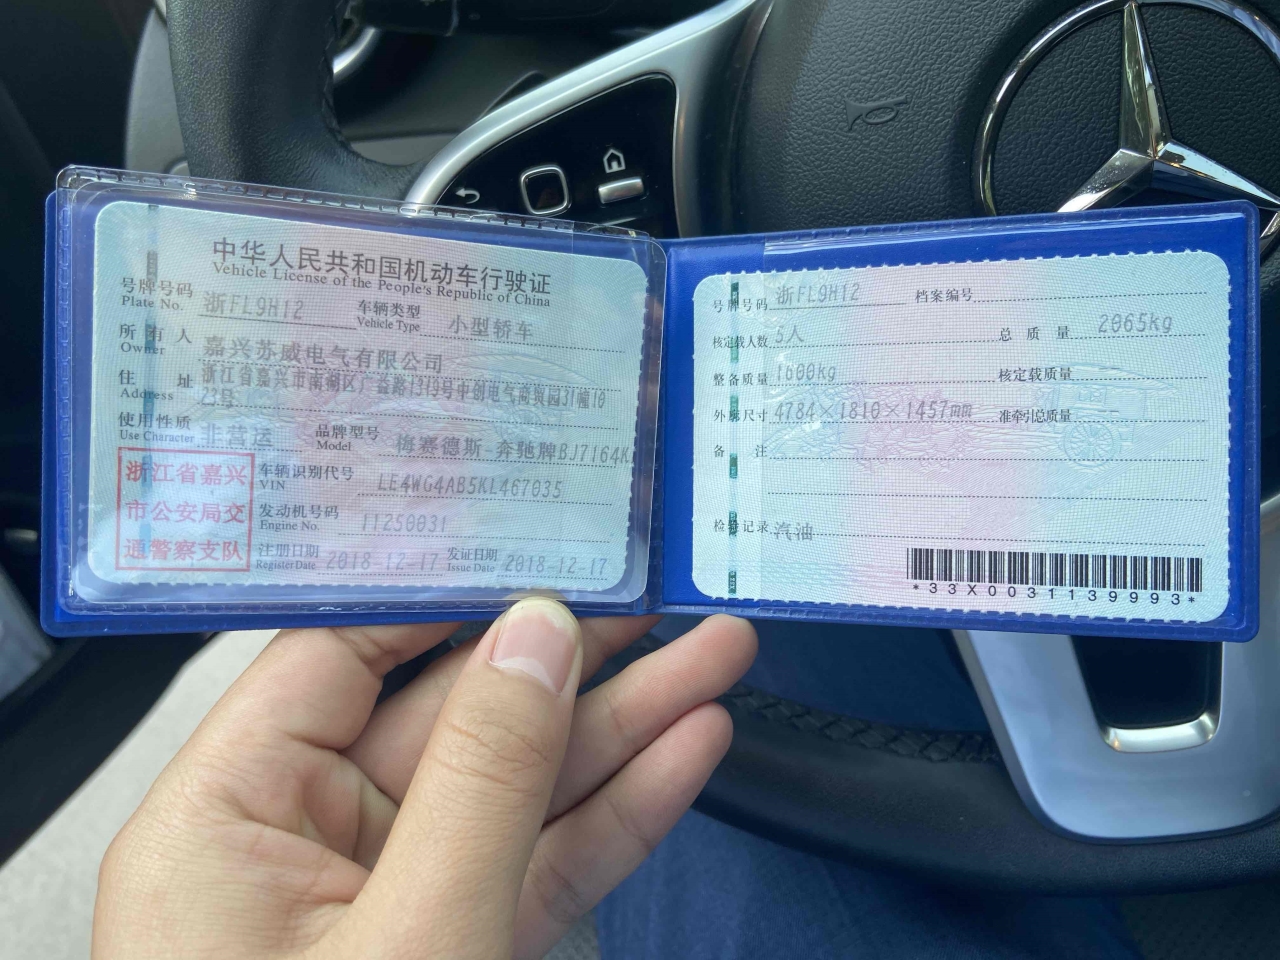 中华人民共和国机动车行驶证
Vehicle License of the People's Republic of China
号牌号码 浙FL9H12 车辆类型 小型轿车
Plate No. Vehicle Type
所有人 嘉兴苏威电气有限公司
Owner
住址 浙江省嘉兴市南湖区广益路1319号中创电气商贸园31幢10
Address 23号
使用性质 非营运 品牌型号 梅赛德斯-奔驰牌BJ7164K
Use Character Model
浙江省嘉兴
市公安局交
通警察支队
车辆识别代号 LE4WG4AB5KL467035
VIN
发动机号码 11250031
Engine No.
注册日期 2018-12-17 发证日期 2018-12-17
Register Date Issue Date
号牌号码 浙FL9H12 档案编号
核定载人数 5人 总质量 2065kg
整备质量 1600kg 核定载质量
外廓尺寸 4784×1810×1457mm 准牵引总质量 --
备注
检验记录 汽油
*33X0031139993*